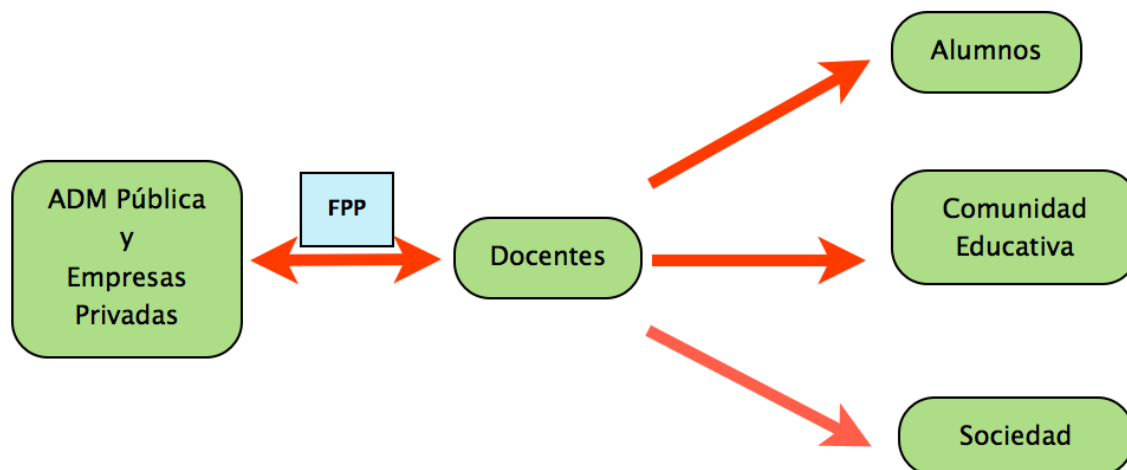 ADM Pública
y
Empresas
Privadas
FPP
Docentes
Alumnos
Comunidad
Educativa
Sociedad